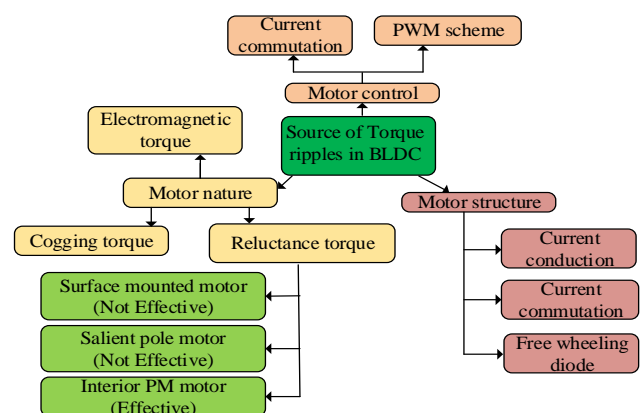 Current
commutation
PWM scheme
Motor control
Electromagnetic
torque
Source of Torque
ripples in BLDC
Motor nature
Motor structure
Cogging torque
Reluctance torque
Current
conduction
Surface mounted motor
(Not Effective)
Current
commutation
Salient pole motor
(Not Effective)
Free wheeling
diode
Interior PM motor
(Effective)